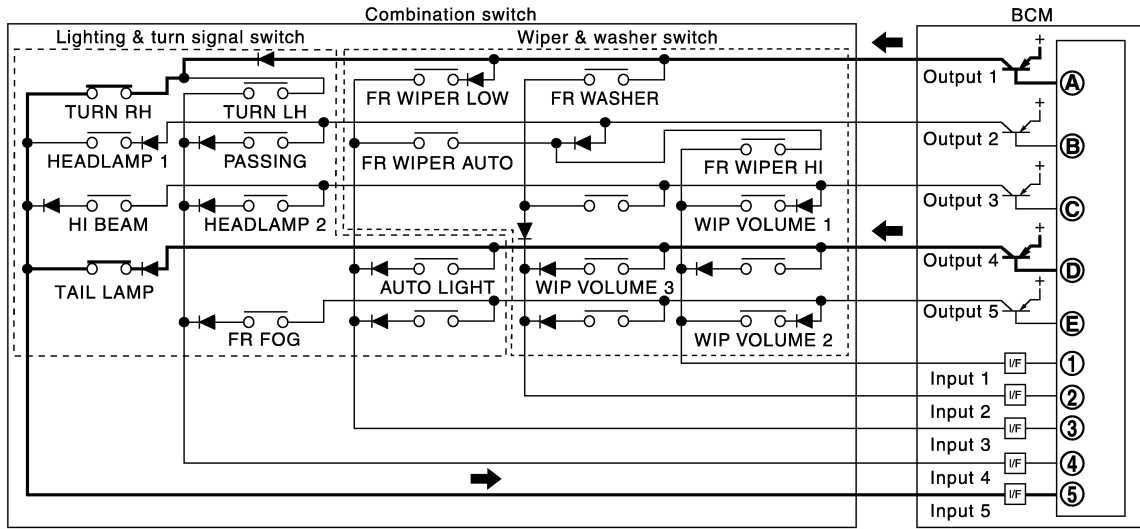 Combination switch
BCM
Lighting & turn signal switch
Wiper & washer switch
+
Output 1
A
TURN RH
TURN LH
FR WIPER LOW
FR WASHER
+
Output 2
B
HEADLAMP 1
PASSING
FR WIPER AUTO
FR WIPER HI
+
Output 3
C
HI BEAM
HEADLAMP 2
WIP VOLUME 1
+
Output 4
D
TAIL LAMP
AUTO LIGHT
WIP VOLUME 3
+
Output 5
E
FR FOG
WIP VOLUME 2
I/F
1
Input 1
I/F
2
Input 2
I/F
3
Input 3
I/F
4
Input 4
I/F
5
Input 5